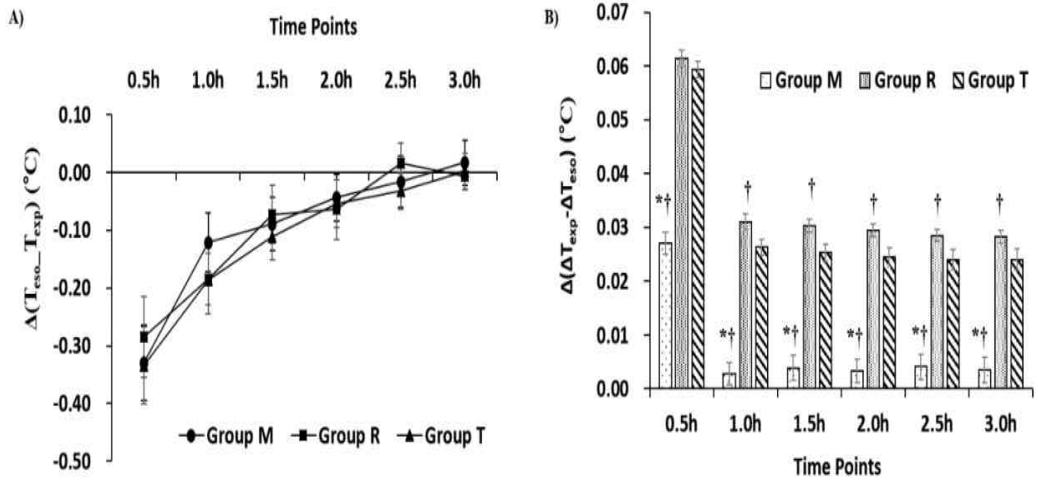 A)
Time Points
0.5h 1.0h 1.5h 2.0h 2.5h 3.0h
Δ(Teso_Texp) (°C)
0.10
0.00
-0.10
-0.20
-0.30
-0.40
-0.50
Group M Group R Group T
B)
Δ(ΔTexp-ΔTeso) (°C)
0.07
0.06
0.05
0.04
0.03
0.02
0.01
0.00
Group M Group R Group T
*† † † † † †
*† *† *† *† *†
0.5h 1.0h 1.5h 2.0h 2.5h 3.0h
Time Points